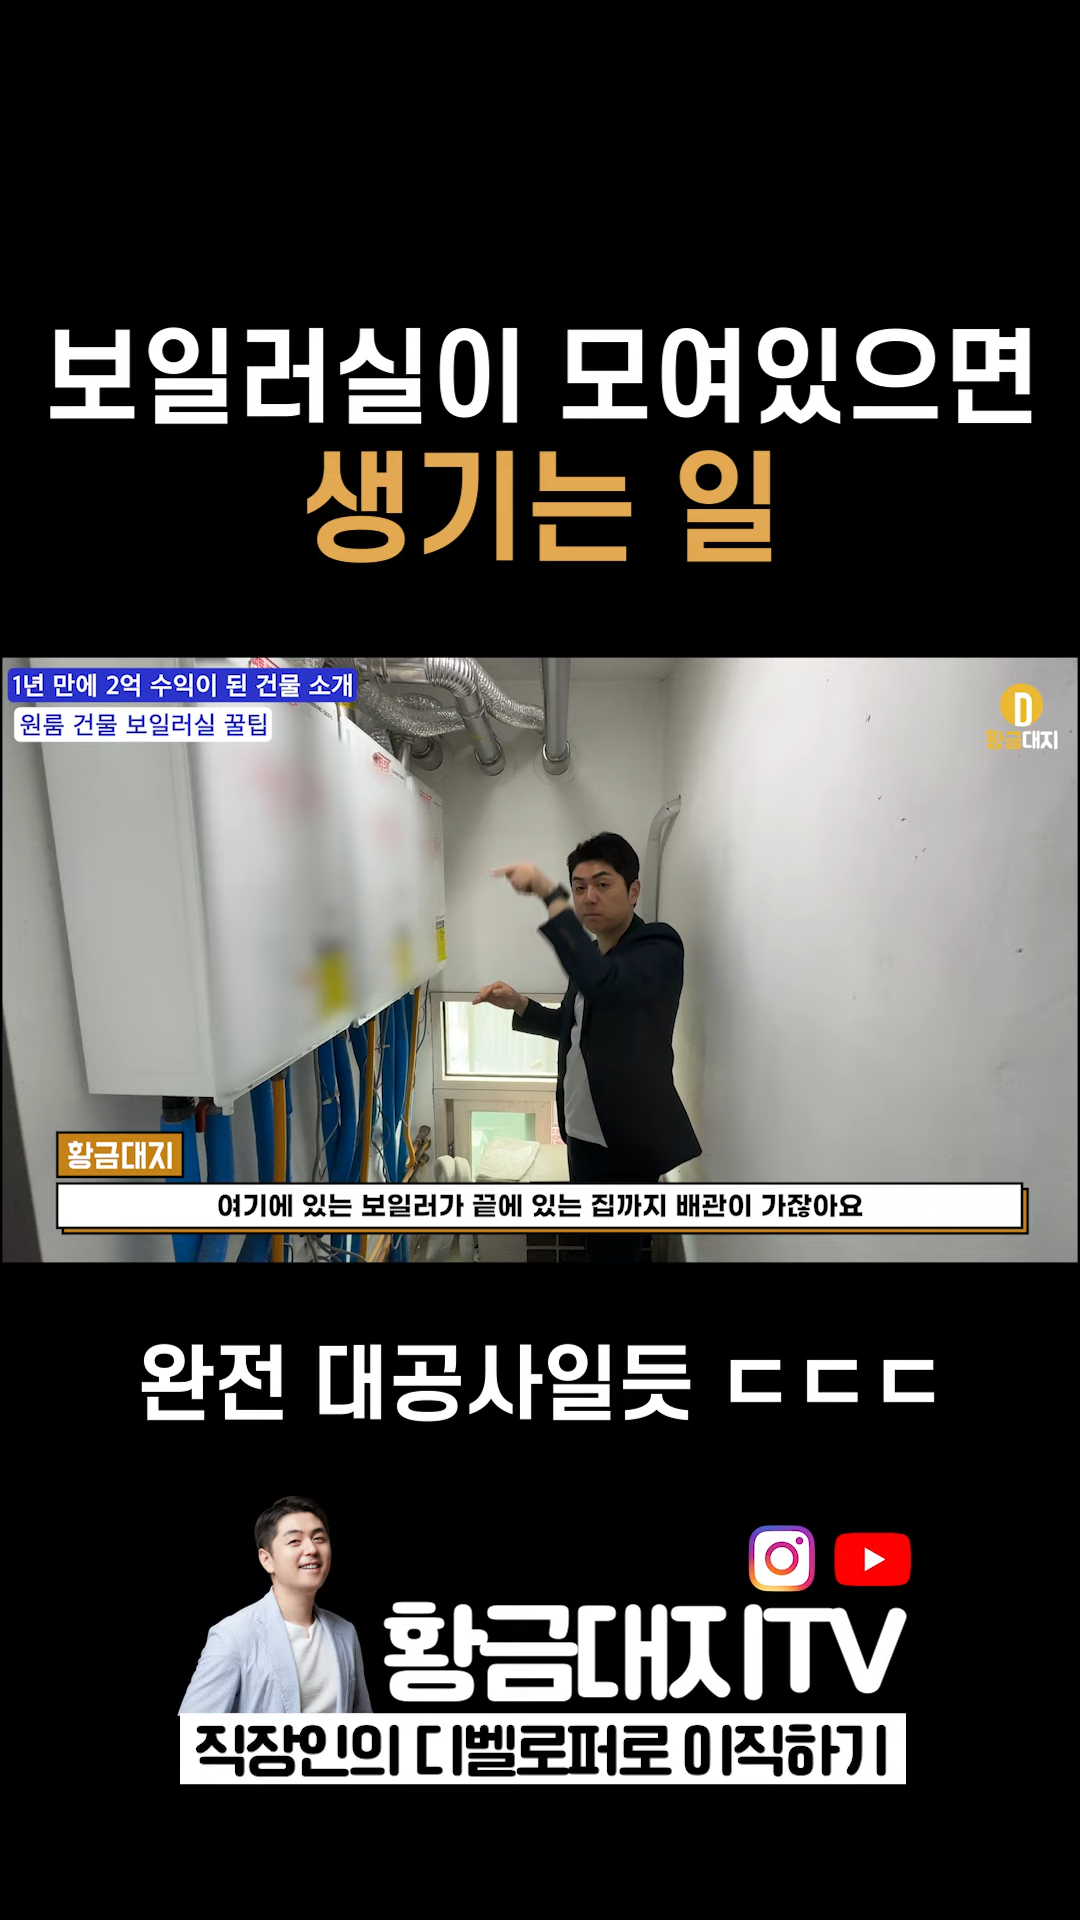 보일러실이 모여있으면
생기는 일
1년 만에 2억 수익이 된 건물 소개
원룸 건물 보일러실 꿀팁
D
황금대지
황금대지
여기에 있는 보일러가 끝에 있는 집까지 배관이 가잖아요
완전 대공사일듯 ㄷㄷㄷ
황금대지TV
직장인의 디벨로퍼로 이직하기